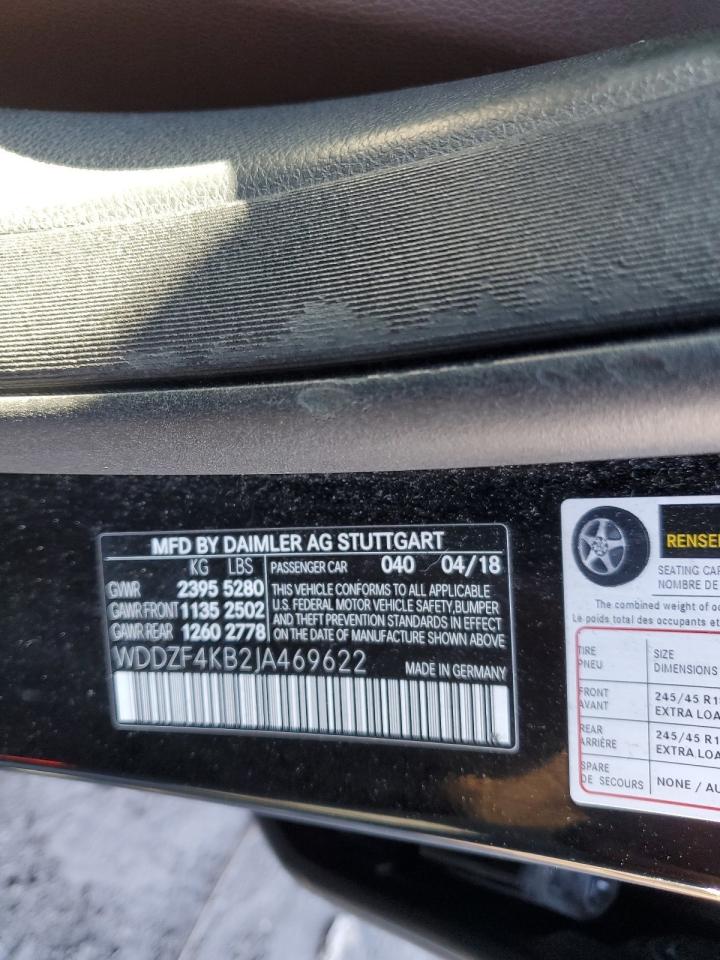 MFD BY DAIMLER AG STUTTGART
KG LBS PASSENGER CAR 040 04/18
GVWR 2395 5280
GAWR FRONT 1135 2502
GAWR REAR 1260 2778
THIS VEHICLE CONFORMS TO ALL APPLICABLE
U.S. FEDERAL MOTOR VEHICLE SAFETY, BUMPER
AND THEFT PREVENTION STANDARDS IN EFFECT
ON THE DATE OF MANUFACTURE SHOWN ABOVE
WDDZF4KB2JA469622 MADE IN GERMANY
RENSEI
SEATING CAP
NOMBRE DE
The combined weight of oc
Le poids total des occupants et
TIRE SIZE
PNEU DIMENSIONS
FRONT 245/45 R1
AVANT EXTRA LOA
REAR 245/45 R1
ARRIÈRE EXTRA LOA
SPARE NONE / AU
DE SECOURS